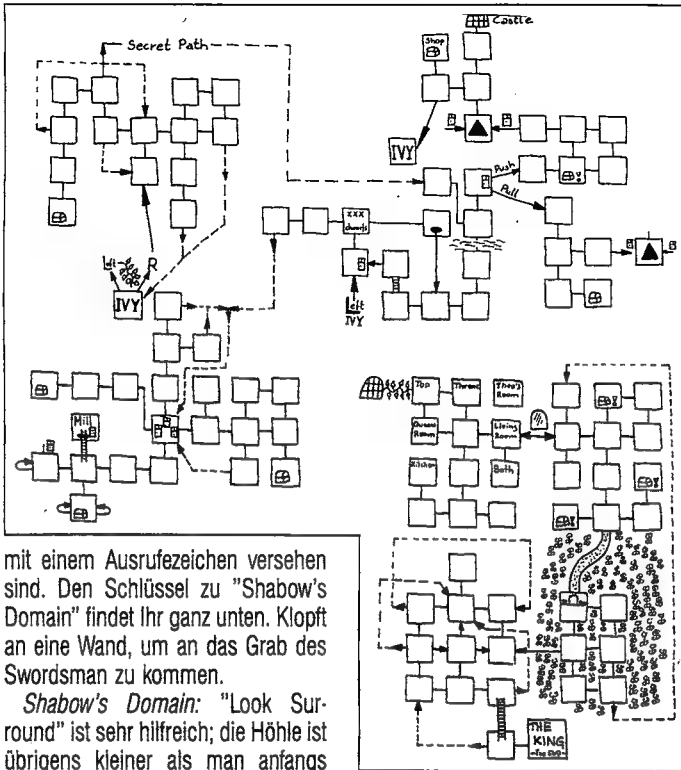 Castle
Secret Path
Shop
IVY
Push
Pull
xxx
Left
R
IVY
Left
IVY
Top
Throne
Theo's
Room
Queens
Room
Living
Room
Mill
Kitchen
Bath
THE
KING
mit einem Ausrufezeichen versehen
sind. Den Schlüssel zu "Shabow's
Domain" findet Ihr ganz unten. Klopft
an eine Wand, um an das Grab des
Swordsman zu kommen.
Shabow's Domain: "Look Sur-
round" ist sehr hilfreich; die Höhle ist
übrigens kleiner als man anfangs